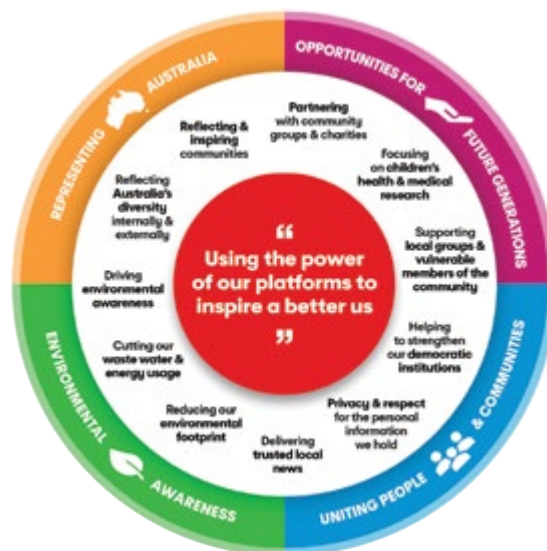 REPRESENTING AUSTRALIA
OPPORTUNITIES FOR FUTURE GENERATIONS
Partnering
with community
groups & charities
Focusing
on children's
health & medical
research
Supporting
local groups &
vulnerable
members of the
community
Helping
to strengthen
our democratic
institutions
Privacy & respect
for the personal
information
we hold
Delivering
trusted local
news
Reducing our
environmental
footprint
Cutting our
waste water &
energy usage
Driving
environmental
awareness
Reflecting
Australia's
diversity
internally &
externally
Reflecting &
inspiring
communities
“
Using the power
of our platforms to
inspire a better us
”
ENVIRONMENTAL AWARENESS
UNITING PEOPLE & COMMUNITIES